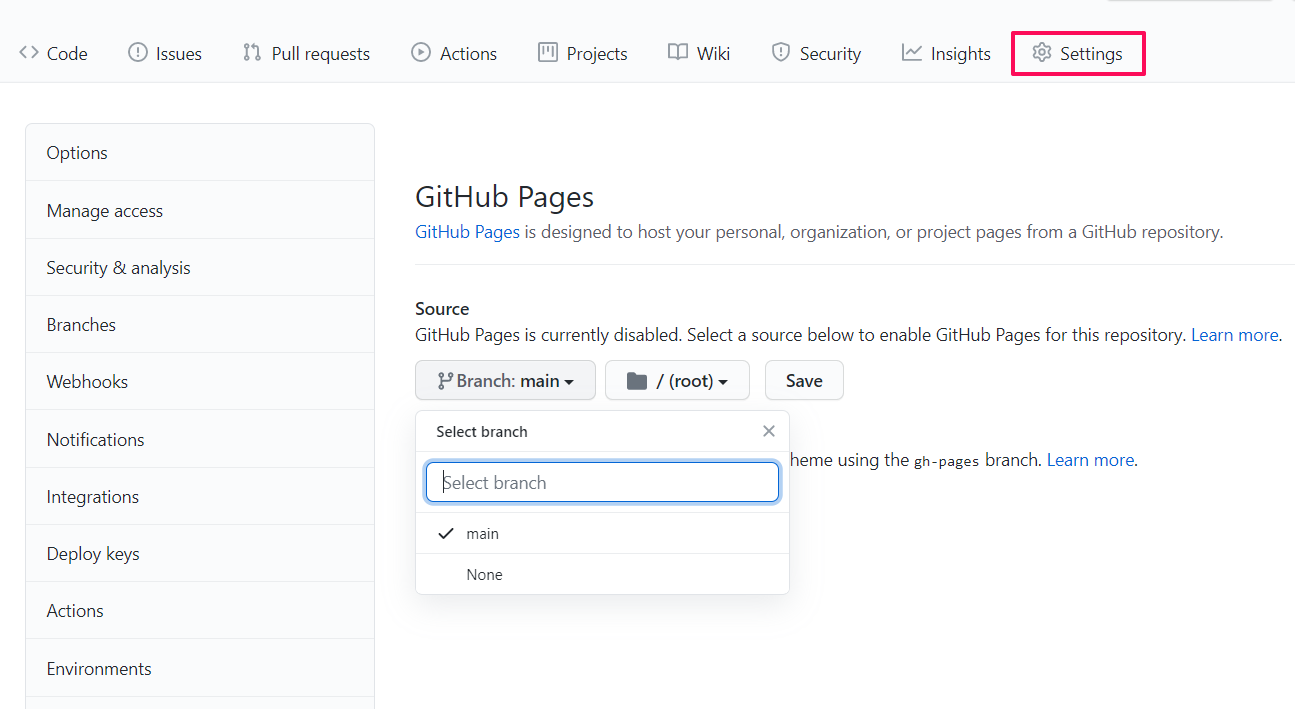 Code Issues Pull requests Actions Projects Wiki Security Insights Settings
Options
Manage access
Security & analysis
Branches
Webhooks
Notifications
Integrations
Deploy keys
Actions
Environments
GitHub Pages
GitHub Pages is designed to host your personal, organization, or project pages from a GitHub repository.
Source
GitHub Pages is currently disabled. Select a source below to enable GitHub Pages for this repository. Learn more.
Branch: main / (root) Save
Select branch
heme using the gh-pages branch. Learn more.
Select branch
main
None